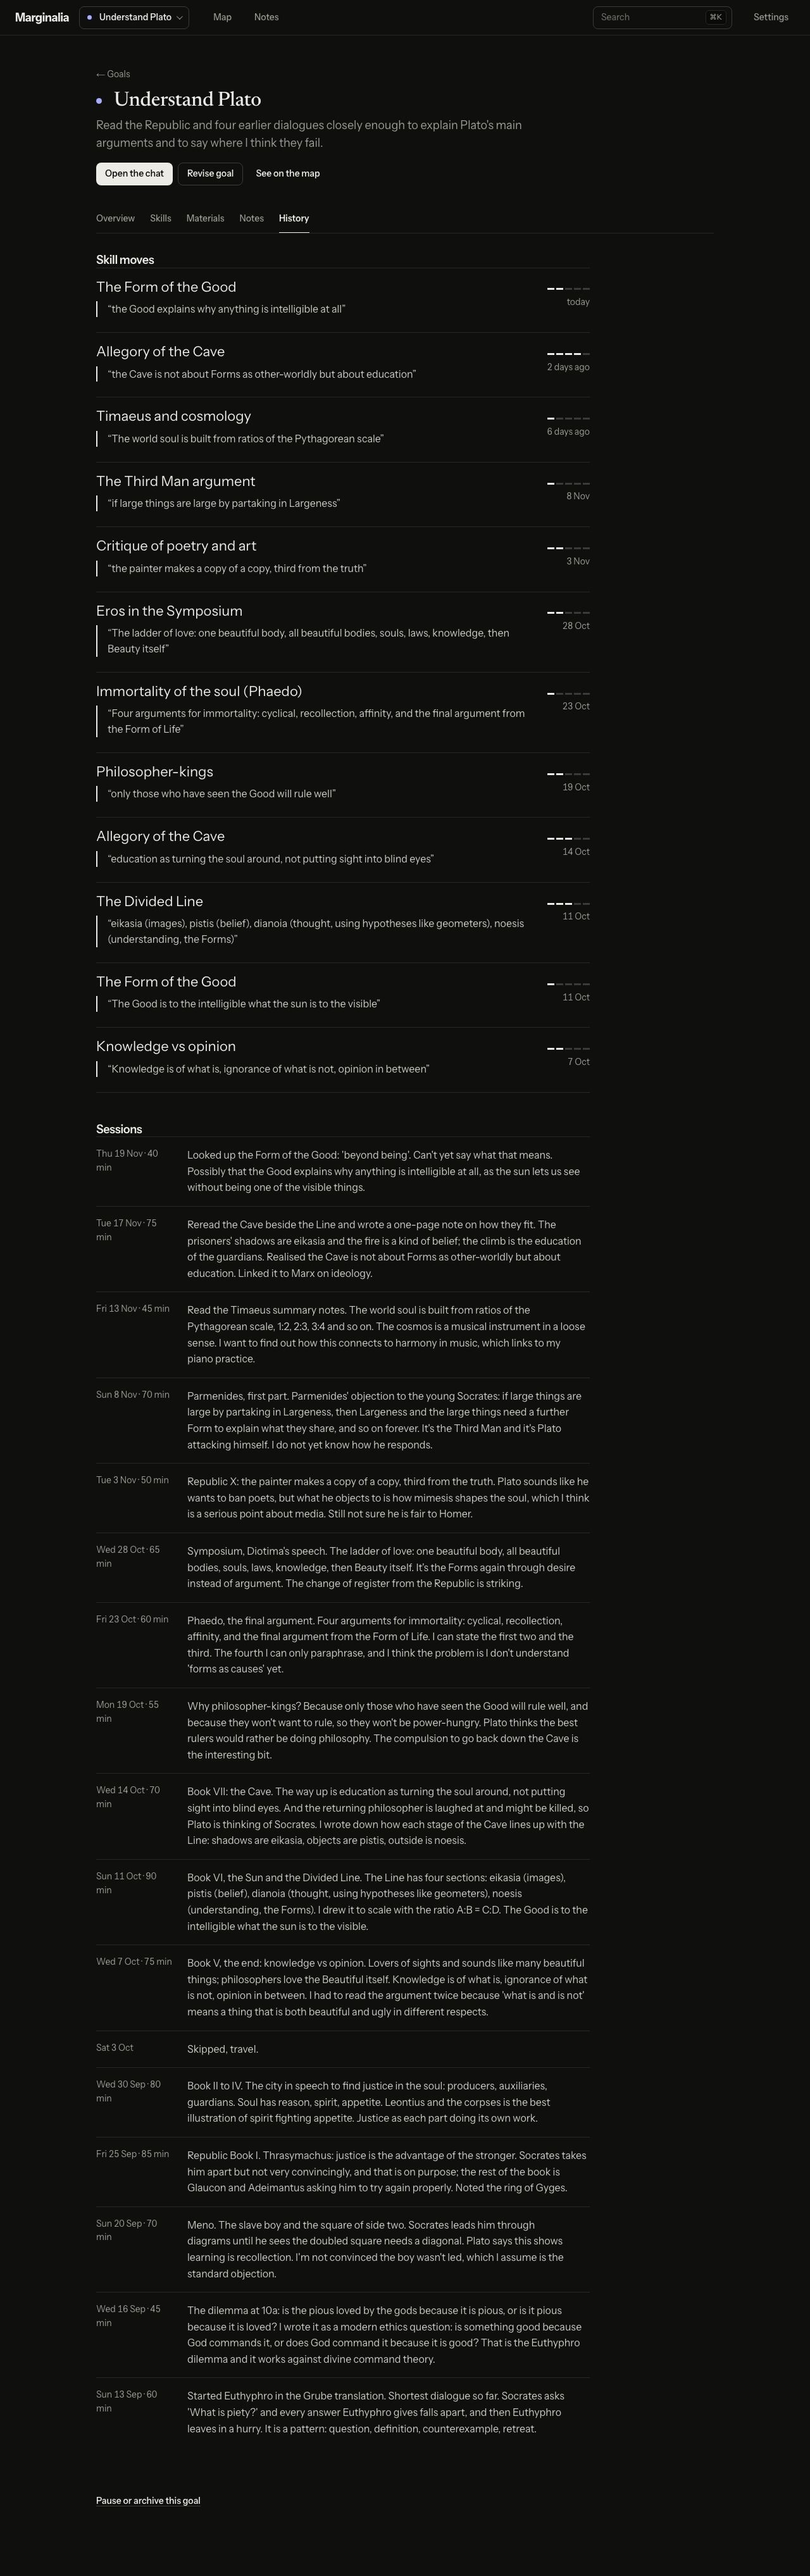 Marginalia
Understand Plato
Map
Notes
Search
⌘K
Settings
← Goals
Understand Plato
Read the Republic and four earlier dialogues closely enough to explain Plato's main
arguments and to say where I think they fail.
Open the chat
Revise goal
See on the map
Overview
Skills
Materials
Notes
History
Skill moves
The Form of the Good
“the Good explains why anything is intelligible at all”
today
Allegory of the Cave
“the Cave is not about Forms as other-worldly but about education”
2 days ago
Timaeus and cosmology
“The world soul is built from ratios of the Pythagorean scale”
6 days ago
The Third Man argument
“if large things are large by partaking in Largeness”
8 Nov
Critique of poetry and art
“the painter makes a copy of a copy, third from the truth”
3 Nov
Eros in the Symposium
“The ladder of love: one beautiful body, all beautiful bodies, souls, laws, knowledge, then
Beauty itself”
28 Oct
Immortality of the soul (Phaedo)
“Four arguments for immortality: cyclical, recollection, affinity, and the final argument from
the Form of Life”
23 Oct
Philosopher-kings
“only those who have seen the Good will rule well”
19 Oct
Allegory of the Cave
“education as turning the soul around, not putting sight into blind eyes”
14 Oct
The Divided Line
“eikasia (images), pistis (belief), dianoia (thought, using hypotheses like geometers), noesis
(understanding, the Forms)”
11 Oct
The Form of the Good
“The Good is to the intelligible what the sun is to the visible”
11 Oct
Knowledge vs opinion
“Knowledge is of what is, ignorance of what is not, opinion in between”
7 Oct
Sessions
Thu 19 Nov · 40
min
Looked up the Form of the Good: 'beyond being'. Can't yet say what that means.
Possibly that the Good explains why anything is intelligible at all, as the sun lets us see
without being one of the visible things.
Tue 17 Nov · 75
min
Reread the Cave beside the Line and wrote a one-page note on how they fit. The
prisoners' shadows are eikasia and the fire is a kind of belief; the climb is the education
of the guardians. Realised the Cave is not about Forms as other-worldly but about
education. Linked it to Marx on ideology.
Fri 13 Nov · 45 min
Read the Timaeus summary notes. The world soul is built from ratios of the
Pythagorean scale, 1:2, 2:3, 3:4 and so on. The cosmos is a musical instrument in a loose
sense. I want to find out how this connects to harmony in music, which links to my
piano practice.
Sun 8 Nov · 70 min
Parmenides, first part. Parmenides' objection to the young Socrates: if large things are
large by partaking in Largeness, then Largeness and the large things need a further
Form to explain what they share, and so on forever. It's the Third Man and it's Plato
attacking himself. I do not yet know how he responds.
Tue 3 Nov · 50 min
Republic X: the painter makes a copy of a copy, third from the truth. Plato sounds like he
wants to ban poets, but what he objects to is how mimesis shapes the soul, which I think
is a serious point about media. Still not sure he is fair to Homer.
Wed 28 Oct · 65
min
Symposium, Diotima's speech. The ladder of love: one beautiful body, all beautiful
bodies, souls, laws, knowledge, then Beauty itself. It's the Forms again through desire
instead of argument. The change of register from the Republic is striking.
Fri 23 Oct · 60 min
Phaedo, the final argument. Four arguments for immortality: cyclical, recollection,
affinity, and the final argument from the Form of Life. I can state the first two and the
third. The fourth I can only paraphrase, and I think the problem is I don't understand
'forms as causes' yet.
Mon 19 Oct · 55
min
Why philosopher-kings? Because only those who have seen the Good will rule well, and
because they won't want to rule, so they won't be power-hungry. Plato thinks the best
rulers would rather be doing philosophy. The compulsion to go back down the Cave is
the interesting bit.
Wed 14 Oct · 70
min
Book VII: the Cave. The way up is education as turning the soul around, not putting
sight into blind eyes. And the returning philosopher is laughed at and might be killed, so
Plato is thinking of Socrates. I wrote down how each stage of the Cave lines up with the
Line: shadows are eikasia, objects are pistis, outside is noesis.
Sun 11 Oct · 90
min
Book VI, the Sun and the Divided Line. The Line has four sections: eikasia (images),
pistis (belief), dianoia (thought, using hypotheses like geometers), noesis
(understanding, the Forms). I drew it to scale with the ratio A:B = C:D. The Good is to the
intelligible what the sun is to the visible.
Wed 7 Oct · 75 min
Book V, the end: knowledge vs opinion. Lovers of sights and sounds like many beautiful
things; philosophers love the Beautiful itself. Knowledge is of what is, ignorance of what
is not, opinion in between. I had to read the argument twice because 'what is and is not'
means a thing that is both beautiful and ugly in different respects.
Sat 3 Oct
Skipped, travel.
Wed 30 Sep · 80
min
Book II to IV. The city in speech to find justice in the soul: producers, auxiliaries,
guardians. Soul has reason, spirit, appetite. Leontius and the corpses is the best
illustration of spirit fighting appetite. Justice as each part doing its own work.
Fri 25 Sep · 85 min
Republic Book I. Thrasymachus: justice is the advantage of the stronger. Socrates takes
him apart but not very convincingly, and that is on purpose; the rest of the book is
Glaucon and Adeimantus asking him to try again properly. Noted the ring of Gyges.
Sun 20 Sep · 70
min
Meno. The slave boy and the square of side two. Socrates leads him through
diagrams until he sees the doubled square needs a diagonal. Plato says this shows
learning is recollection. I'm not convinced the boy wasn't led, which I assume is the
standard objection.
Wed 16 Sep · 45
min
The dilemma at 10a: is the pious loved by the gods because it is pious, or is it pious
because it is loved? I wrote it as a modern ethics question: is something good because
God commands it, or does God command it because it is good? That is the Euthyphro
dilemma and it works against divine command theory.
Sun 13 Sep · 60
min
Started Euthyphro in the Grube translation. Shortest dialogue so far. Socrates asks
'What is piety?' and every answer Euthyphro gives falls apart, and then Euthyphro
leaves in a hurry. It is a pattern: question, definition, counterexample, retreat.
Pause or archive this goal